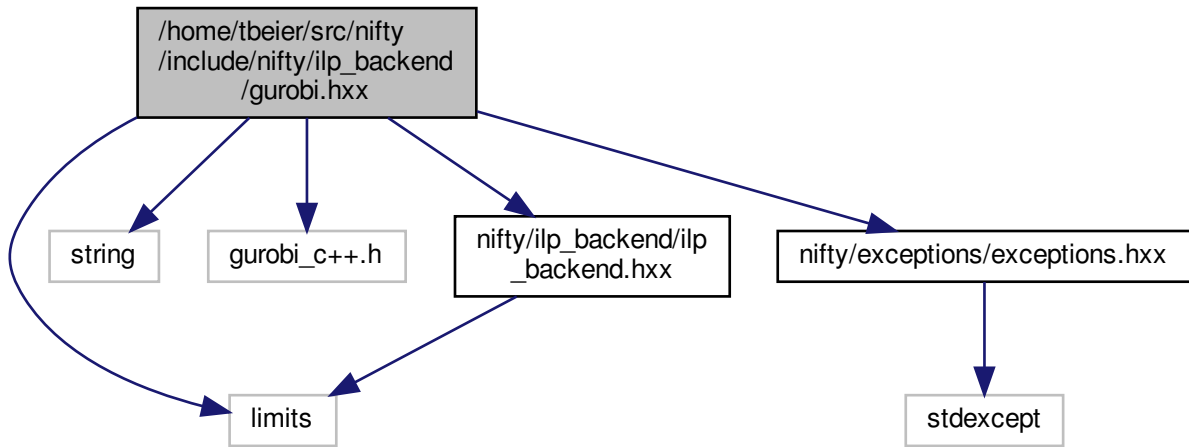 /home/tbeier/src/nifty
/include/nifty/ilp_backend
/gurobi.hxx
string
gurobi_c++.h
nifty/ilp_backend/ilp
_backend.hxx
nifty/exceptions/exceptions.hxx
limits
stdexcept